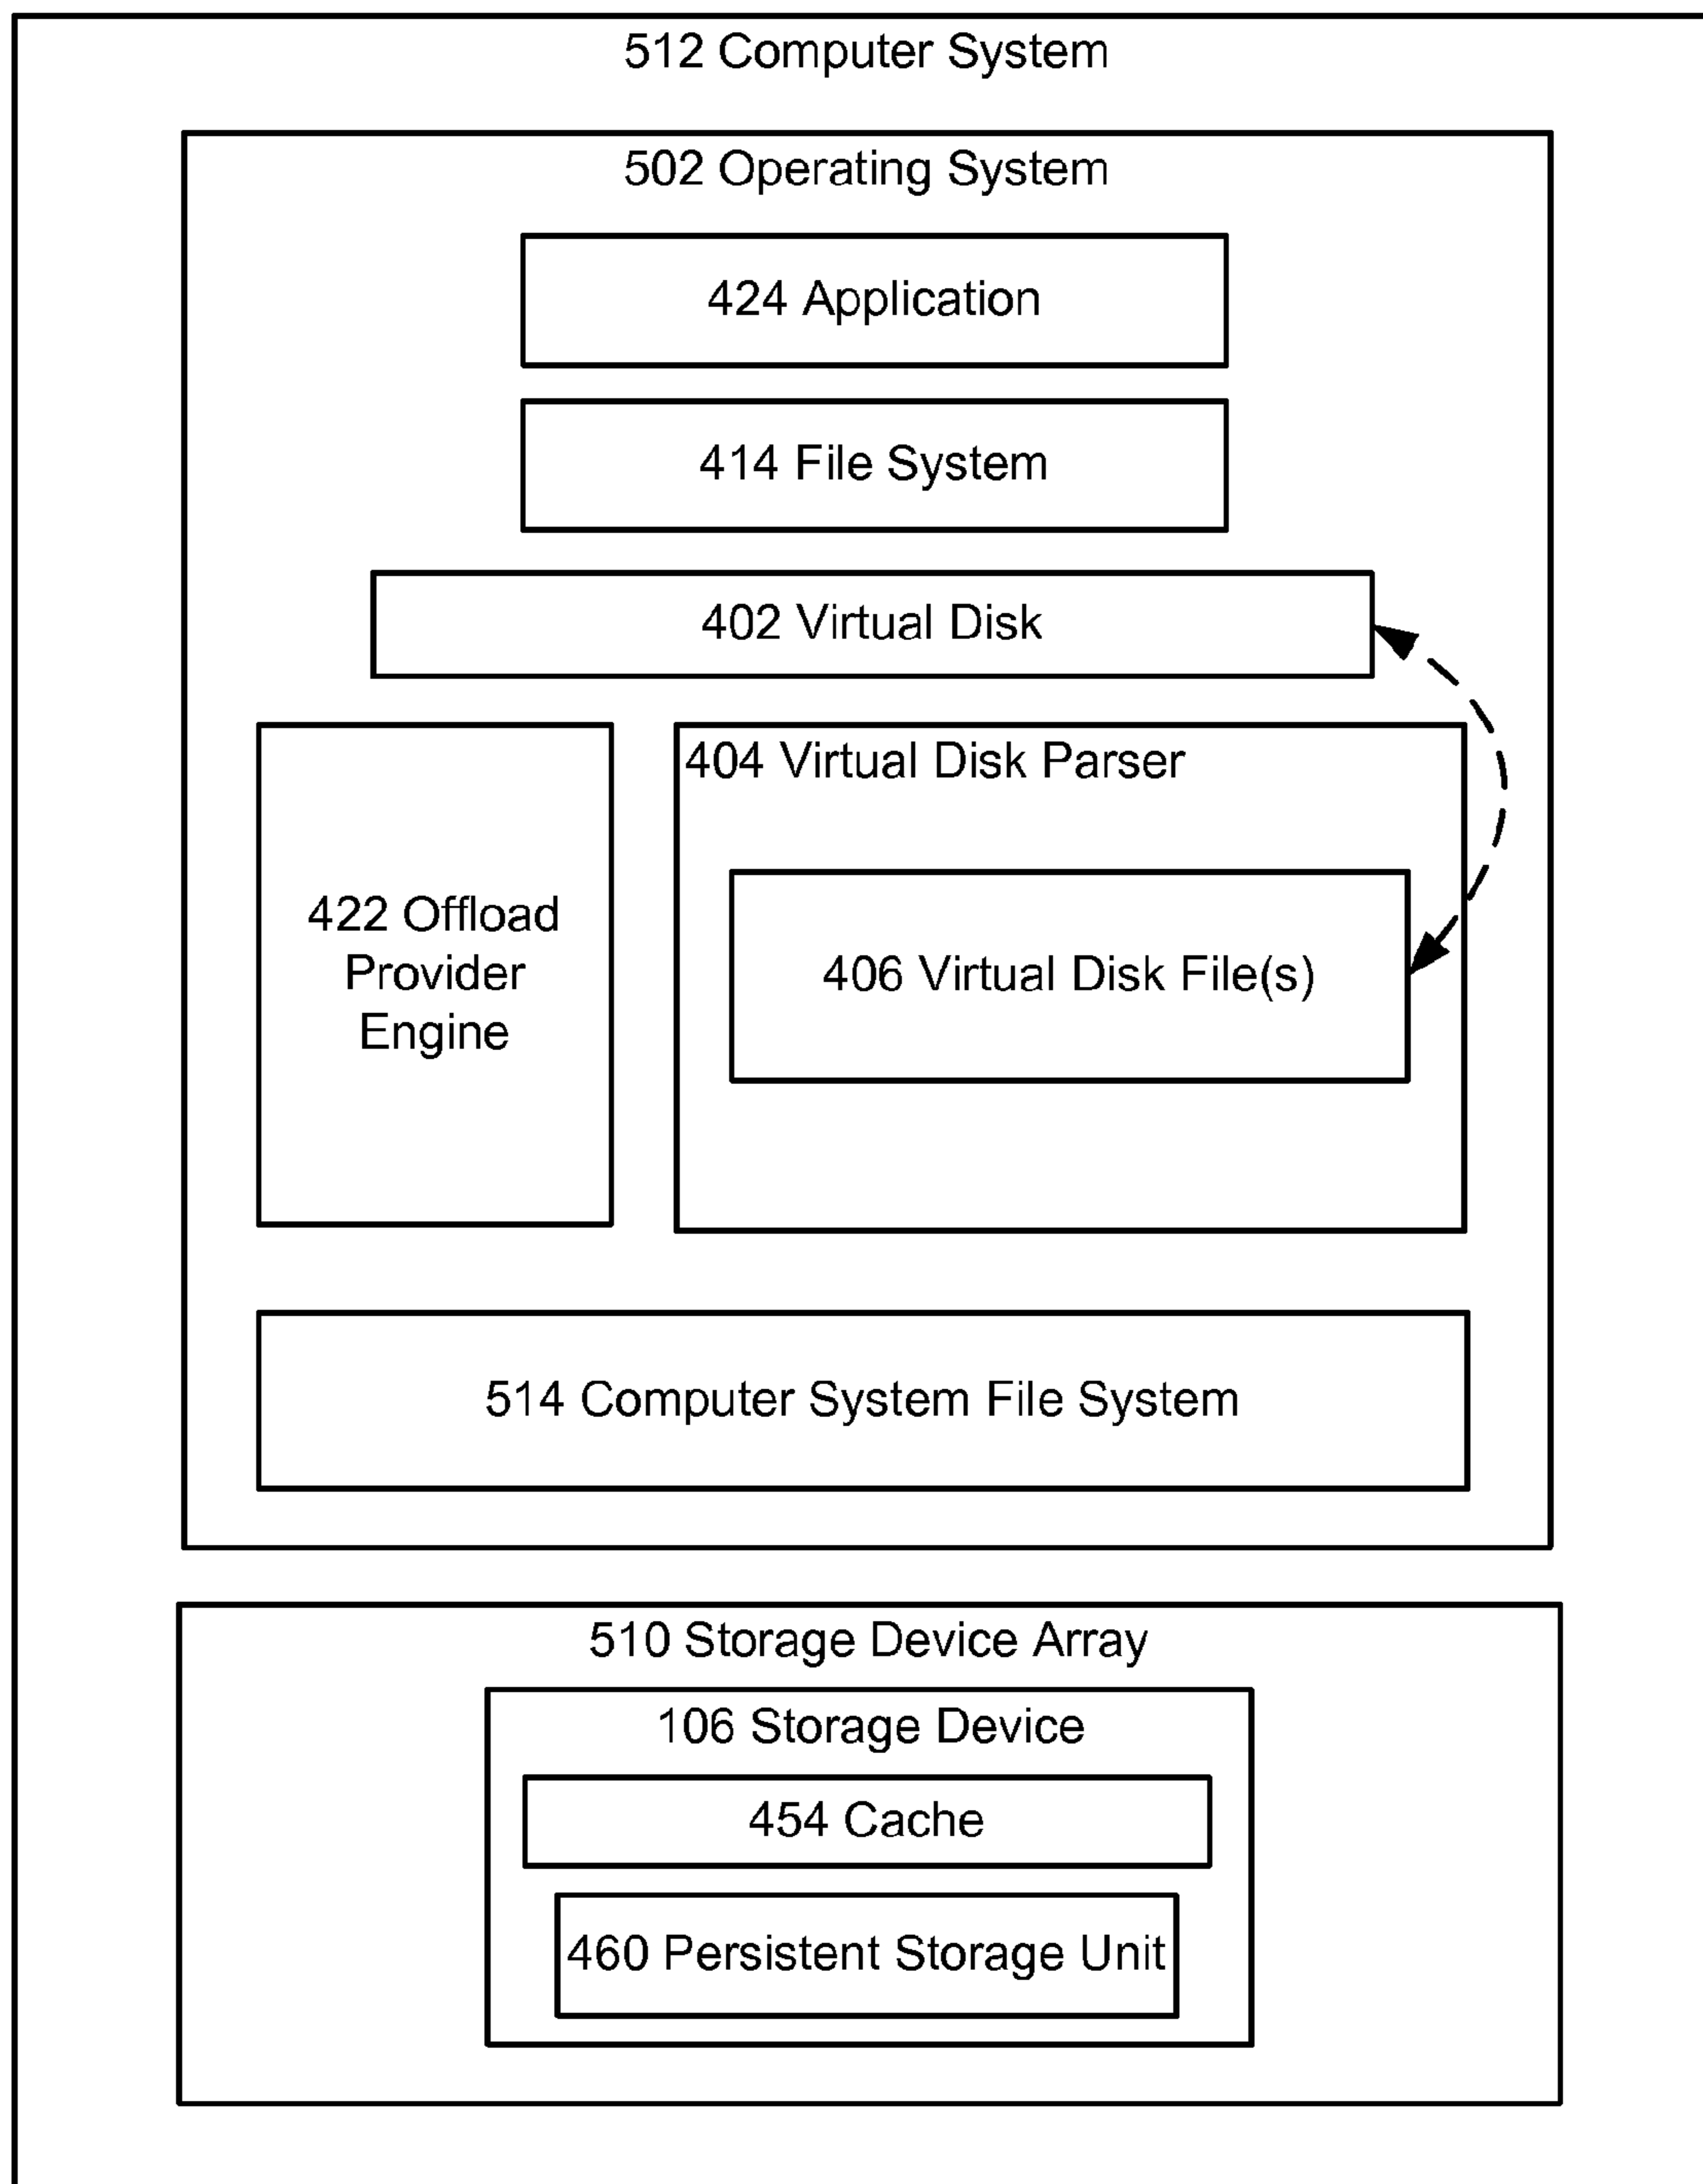 512 Computer System
502 Operating System
424 Application
414 File System
402 Virtual Disk
404 Virtual Disk Parser
422 Offload
Provider
Engine
406 Virtual Disk File(s)
514 Computer System File System
510 Storage Device Array
106 Storage Device
454 Cache
460 Persistent Storage Unit